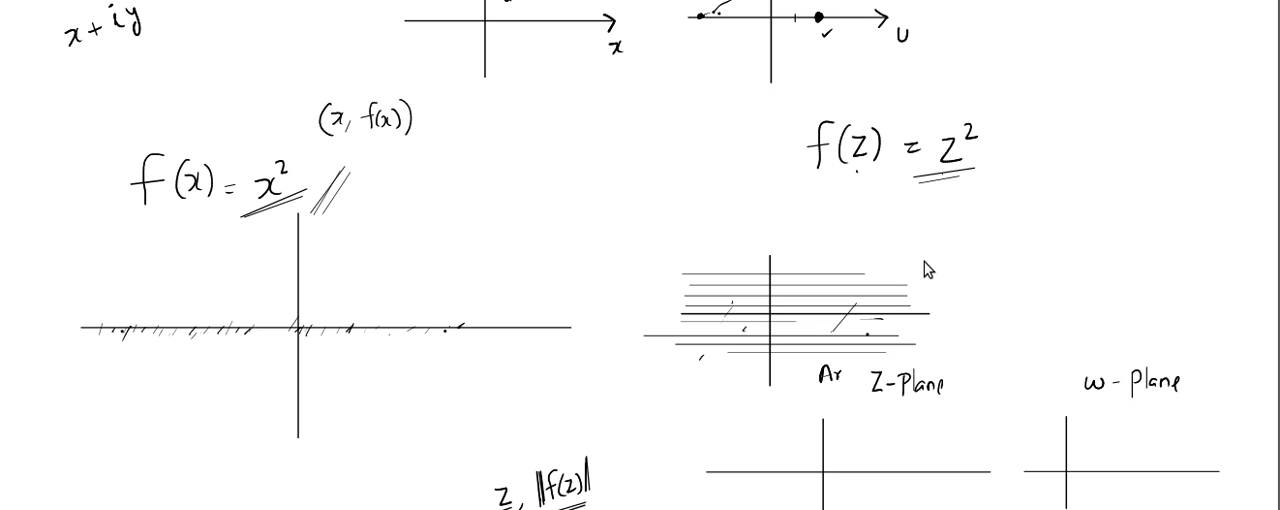 x + iy
x
U
(x, f(x))
f(x) = x²
f(z) = z²
Ar Z-Plane
w - Plane
z, ||f(z)||